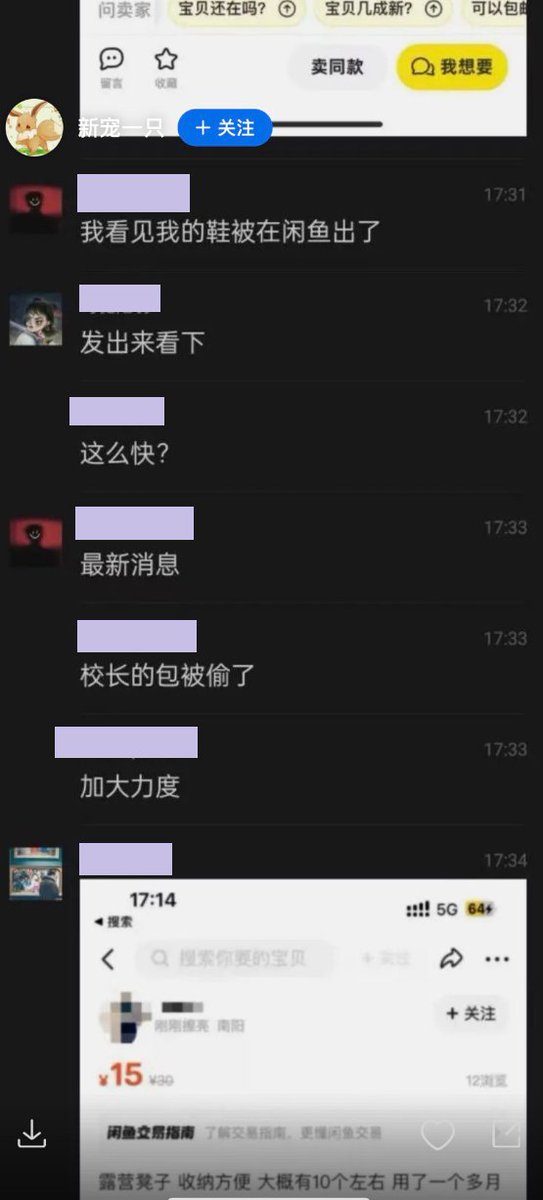 问卖家 宝贝还在吗? 宝贝几成新? 可以包邮
留言 收藏 卖同款 我想要
新宠一只 + 关注
17:31
我看见我的鞋被在闲鱼出了
17:32
发出来看下
17:32
这么快?
17:33
最新消息
17:33
校长的包被偷了
17:33
加大力度
17:34
17:14 5G 64
搜索
搜索你要的宝贝
刚刚擦亮 南阳 + 关注
¥15 ¥30 12浏览
闲鱼交易指南 了解交易指南,更懂闲鱼交易
露营凳子 收纳方便 大概有10个左右 用了一个多月